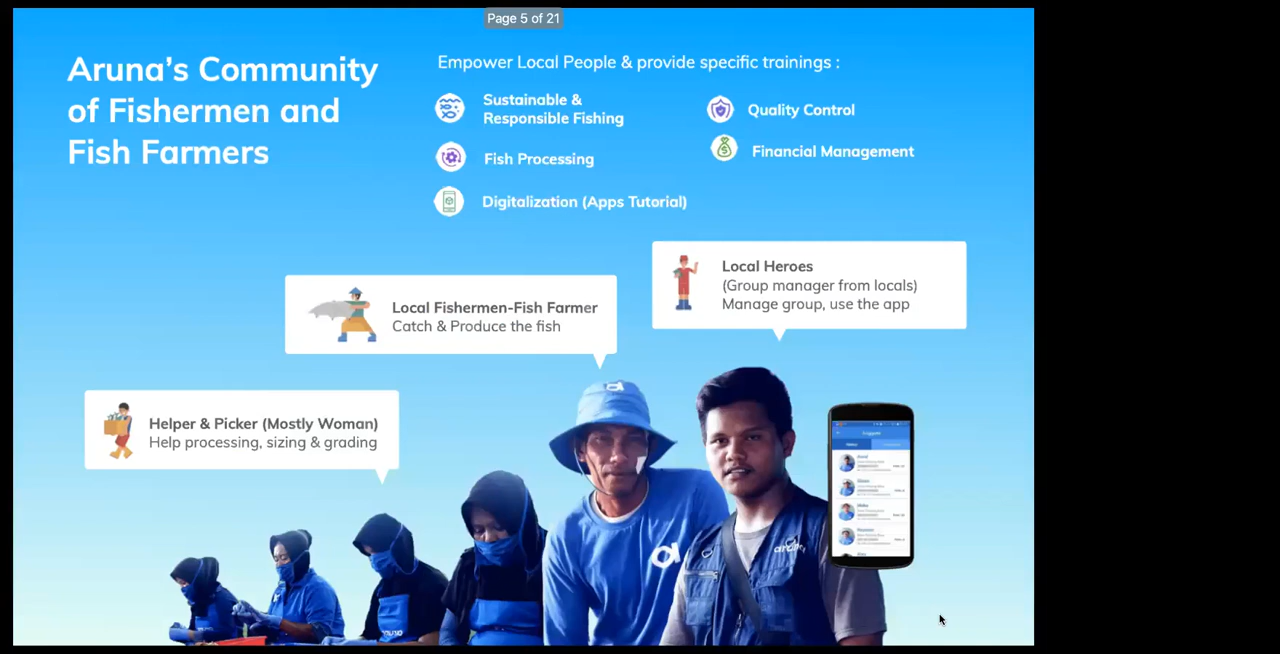 Page 5 of 21
Aruna's Community
of Fishermen and
Fish Farmers
Empower Local People & provide specific trainings :
Sustainable &
Responsible Fishing
Fish Processing
Digitalization (Apps Tutorial)
Quality Control
Financial Management
Local Heroes
(Group manager from locals)
Manage group, use the app
Local Fishermen-Fish Farmer
Catch & Produce the fish
Helper & Picker (Mostly Woman)
Help processing, sizing & grading
aruna